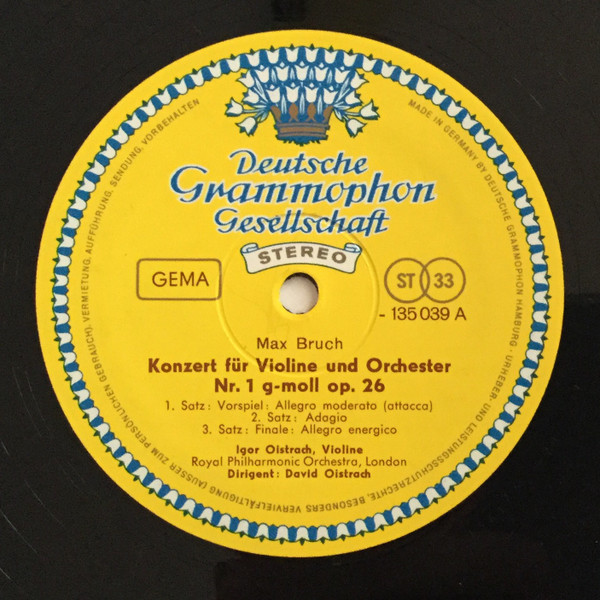 Deutsche
Grammophon
Gesellschaft
STEREO
GEMA
ST 33
- 135 039 A
Max Bruch
Konzert für Violine und Orchester
Nr. 1 g-moll op. 26
1. Satz: Vorspiel: Allegro moderato (attacca)
2. Satz: Adagio
3. Satz: Finale: Allegro energico
Igor Oistrach, Violine
Royal Philharmonic Orchestra, London
Dirigent: David Oistrach
MADE IN GERMANY BY DEUTSCHE GRAMMOPHON HAMBURG · URHEBER- UND LEISTUNGSSCHUTZRECHTE, BESONDERS VERVIELFÄLTIGUNG (AUSSER ZUM PERSÖNLICHEN GEBRAUCH), VERMIETUNG, AUFFÜHRUNG, SENDUNG, VORBEHALTEN